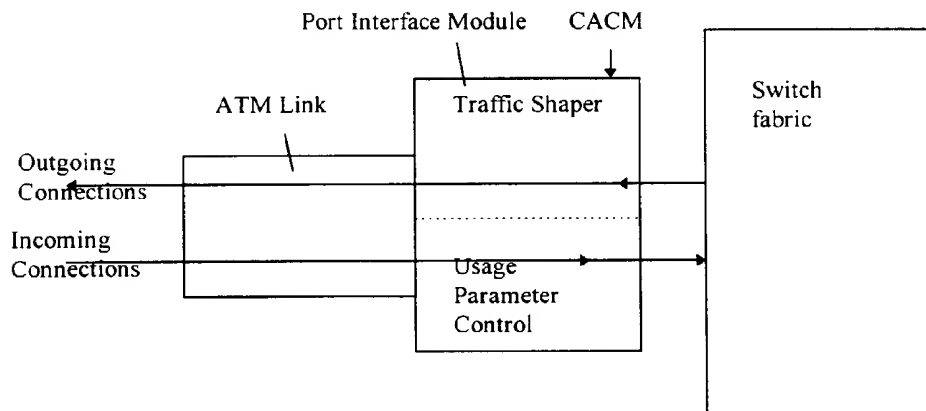 Port Interface Module
CACM
ATM Link
Traffic Shaper
Switch
fabric
Outgoing
Connections
Incoming
Connections
Usage
Parameter
Control